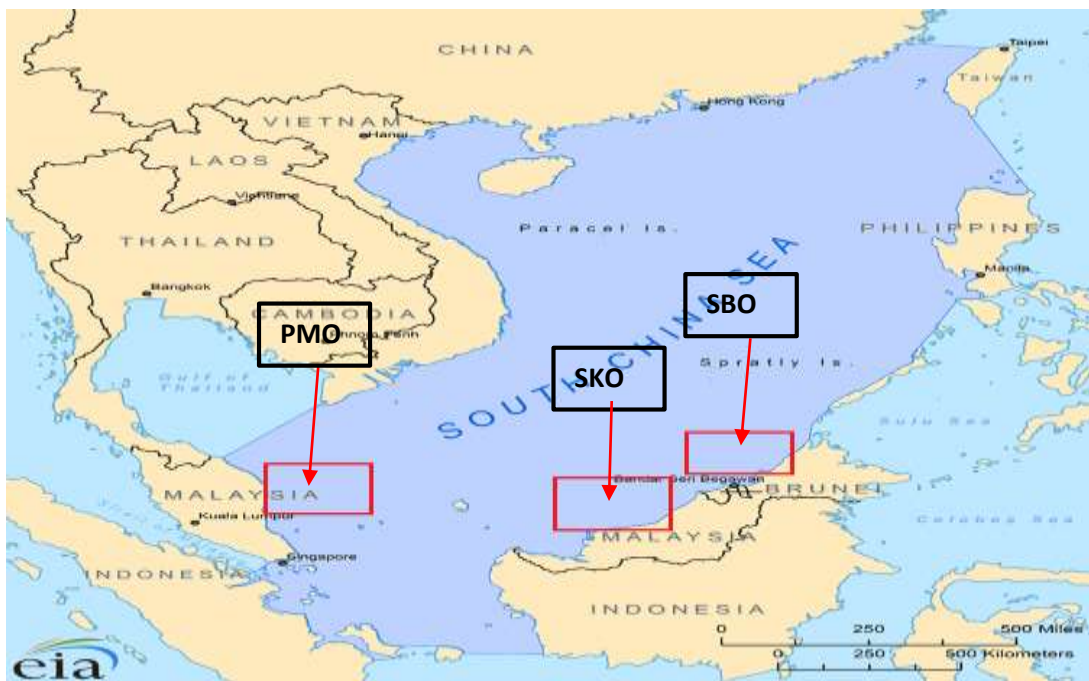 CHINA
Taipei
Taiwan
Hong Kong
VIETNAM
Hanoi
LAOS
Vientiane
THAILAND
Paracel Is.
PHILIPPINES
Manila
Bangkok
CAMBODIA
PMO
SBO
SKO
Gulf of
Thailand
SOUTH CHINA SEA
Spratly Is.
Sulu Sea
MALAYSIA
Kuala Lumpur
Bandar Seri Begawan
BRUNEI
Celebes Sea
MALAYSIA
Singapore
INDONESIA
INDONESIA
0 250 500 Miles
0 250 500 Kilometers
eia